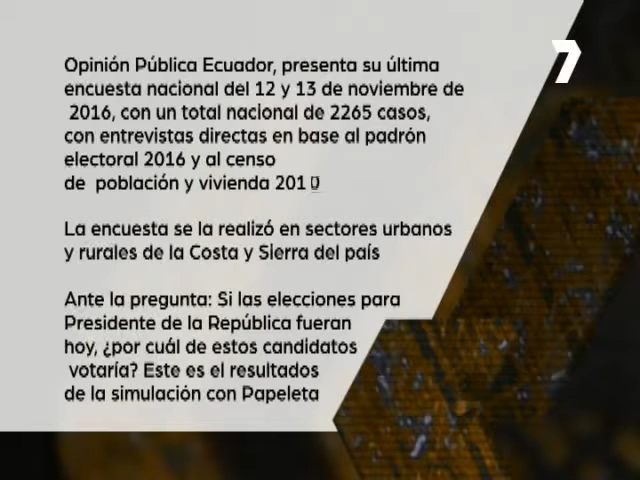 7
Opinión Pública Ecuador, presenta su última
encuesta nacional del 12 y 13 de noviembre de
2016, con un total nacional de 2265 casos,
con entrevistas directas en base al padrón
electoral 2016 y al censo
de población y vivienda 2010
La encuesta se la realizó en sectores urbanos
y rurales de la Costa y Sierra del país
Ante la pregunta: Si las elecciones para
Presidente de la República fueran
hoy, ¿por cuál de estos candidatos
votaría? Este es el resultados
de la simulación con Papeleta